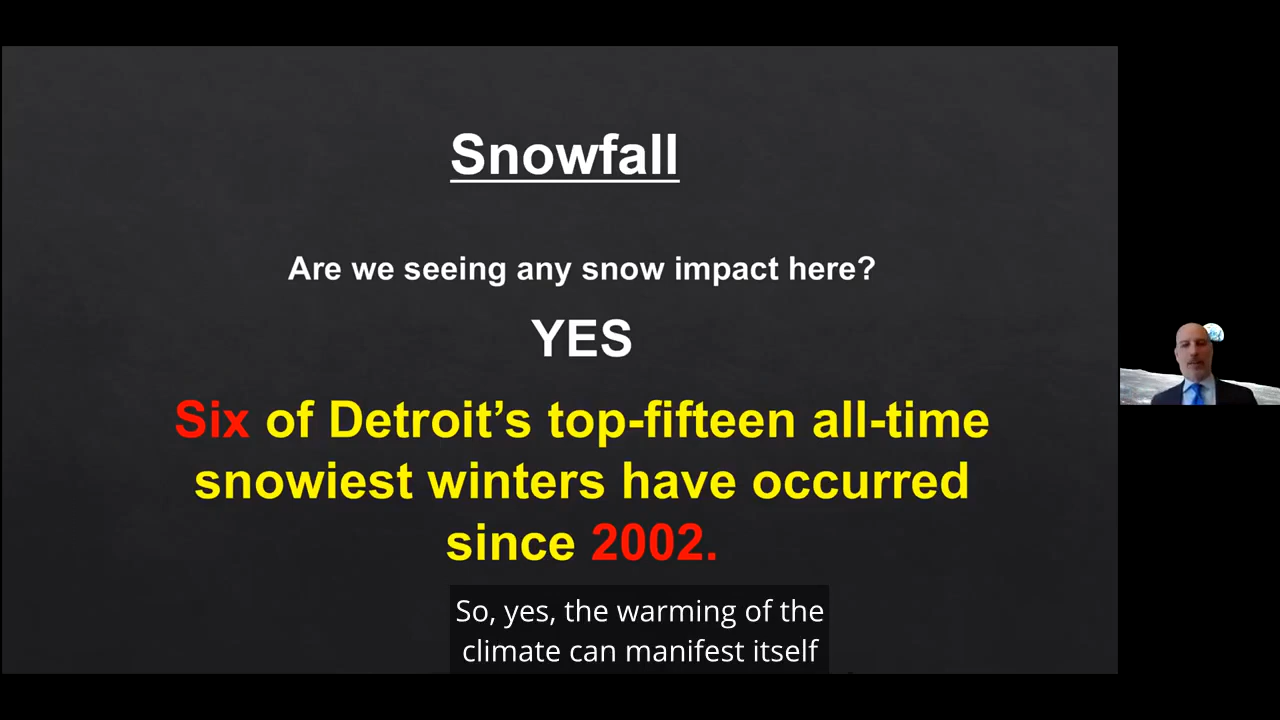 Snowfall
Are we seeing any snow impact here?
YES
Six of Detroit’s top-fifteen all-time
snowiest winters have occurred
since 2002.
So, yes, the warming of the
climate can manifest itself